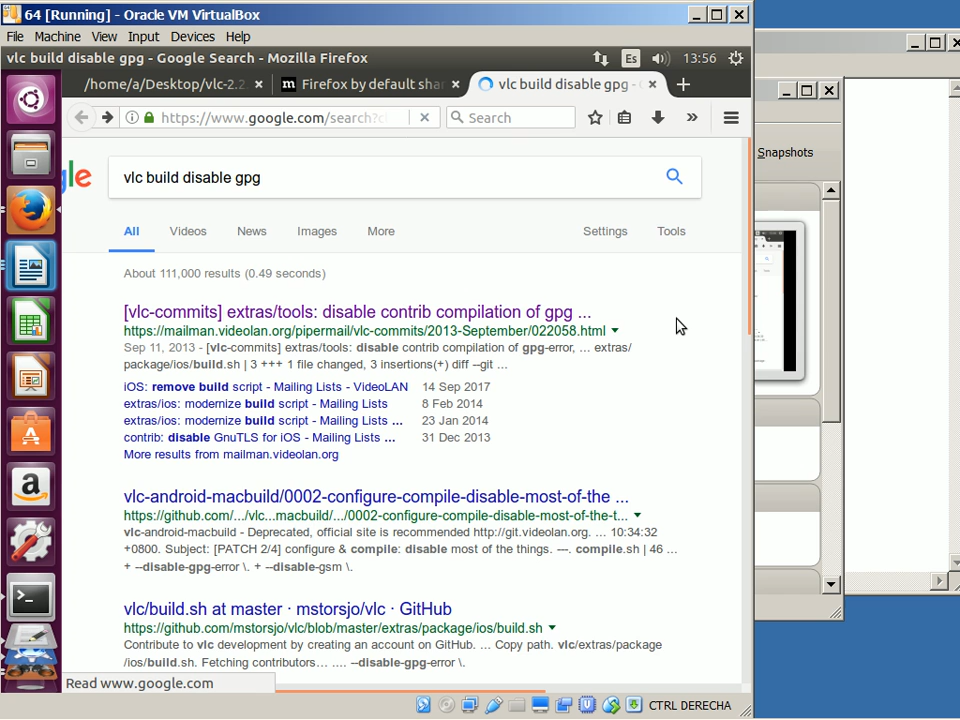 64 [Running] - Oracle VM VirtualBox
File Machine View Input Devices Help
vlc build disable gpg - Google Search - Mozilla Firefox
Es
13:56
/home/a/Desktop/vlc-2.2
Firefox by default shar
vlc build disable gpg -
https://www.google.com/search?c
Search
Snapshots
gle
vlc build disable gpg
All Videos News Images More Settings Tools
About 111,000 results (0.49 seconds)
[vlc-commits] extras/tools: disable contrib compilation of gpg ...
https://mailman.videolan.org/pipermail/vlc-commits/2013-September/022058.html
Sep 11, 2013 - [vlc-commits] extras/tools: disable contrib compilation of gpg-error, ... extras/
package/ios/build.sh | 3 +++ 1 file changed, 3 insertions(+) diff --git ...
iOS: remove build script - Mailing Lists - VideoLAN 14 Sep 2017
extras/ios: modernize build script - Mailing Lists 8 Feb 2014
extras/ios: modernize build script - Mailing Lists ... 23 Jan 2014
contrib: disable GnuTLS for iOS - Mailing Lists ... 31 Dec 2013
More results from mailman.videolan.org
vlc-android-macbuild/0002-configure-compile-disable-most-of-the ...
https://github.com/.../vlc...macbuild/.../0002-configure-compile-disable-most-of-the-t...
vlc-android-macbuild - Deprecated, official site is recommended http://git.videolan.org. ... 10:34:32
+0800. Subject: [PATCH 2/4] configure & compile: disable most of the things. ---. compile.sh | 46 ...
+ --disable-gpg-error \. + --disable-gsm \.
vlc/build.sh at master · mstorsjo/vlc · GitHub
https://github.com/mstorsjo/vlc/blob/master/extras/package/ios/build.sh
Contribute to vlc development by creating an account on GitHub. ... Copy path. vlc/extras/package
/ios/build.sh. Fetching contributors… .... --disable-gpg-error \.
Read www.google.com
CTRL DERECHA